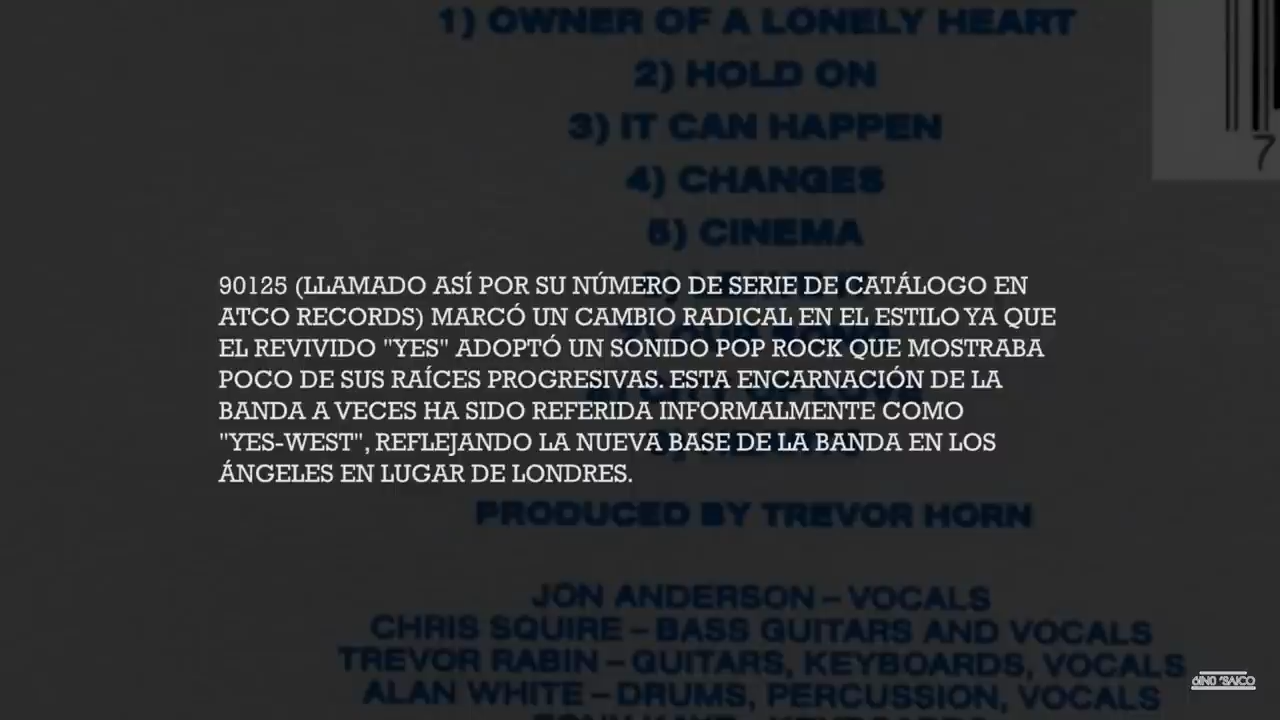 1) OWNER OF A LONELY HEART
2) HOLD ON
3) IT CAN HAPPEN
4) CHANGES
5) CINEMA
7
90125 (LLAMADO ASÍ POR SU NÚMERO DE SERIE DE CATÁLOGO EN
ATCO RECORDS) MARCÓ UN CAMBIO RADICAL EN EL ESTILO YA QUE
EL REVIVIDO "YES" ADOPTÓ UN SONIDO POP ROCK QUE MOSTRABA
POCO DE SUS RAÍCES PROGRESIVAS. ESTA ENCARNACIÓN DE LA
BANDA A VECES HA SIDO REFERIDA INFORMALMENTE COMO
"YES-WEST", REFLEJANDO LA NUEVA BASE DE LA BANDA EN LOS
ÁNGELES EN LUGAR DE LONDRES.
PRODUCED BY TREVOR HORN
JON ANDERSON – VOCALS
CHRIS SQUIRE – BASS GUITARS AND VOCALS
TREVOR RABIN – GUITARS, KEYBOARDS, VOCALS
ALAN WHITE – DRUMS, PERCUSSION, VOCALS